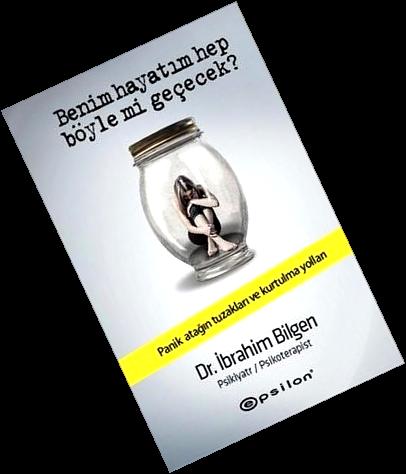 Benim hayatım hep
böyle mi geçecek?
Panik atağın tuzakları ve kurtulma yolları
Dr. İbrahim Bilgen
Psikiyatr / Psikoterapist
epsilon®